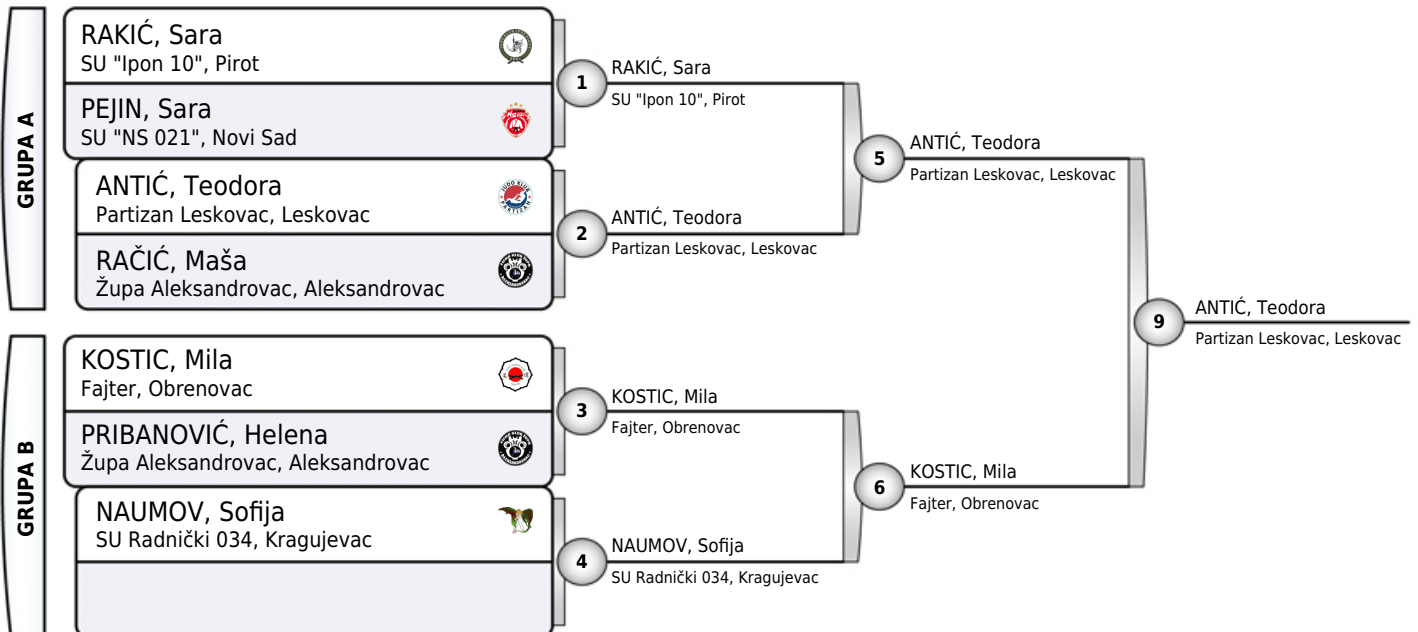 GRUPA A
RAKIĆ, Sara
SU "Ipon 10", Pirot
PEJIN, Sara
SU "NS 021", Novi Sad
ANTIĆ, Teodora
Partizan Leskovac, Leskovac
RAČIĆ, Maša
Župa Aleksandrovac, Aleksandrovac
GRUPA B
KOSTIC, Mila
Fajter, Obrenovac
PRIBANOVIĆ, Helena
Župa Aleksandrovac, Aleksandrovac
NAUMOV, Sofija
SU Radnički 034, Kragujevac
1
RAKIĆ, Sara
SU "Ipon 10", Pirot
2
ANTIĆ, Teodora
Partizan Leskovac, Leskovac
3
KOSTIC, Mila
Fajter, Obrenovac
4
NAUMOV, Sofija
SU Radnički 034, Kragujevac
5
ANTIĆ, Teodora
Partizan Leskovac, Leskovac
6
KOSTIC, Mila
Fajter, Obrenovac
9
ANTIĆ, Teodora
Partizan Leskovac, Leskovac